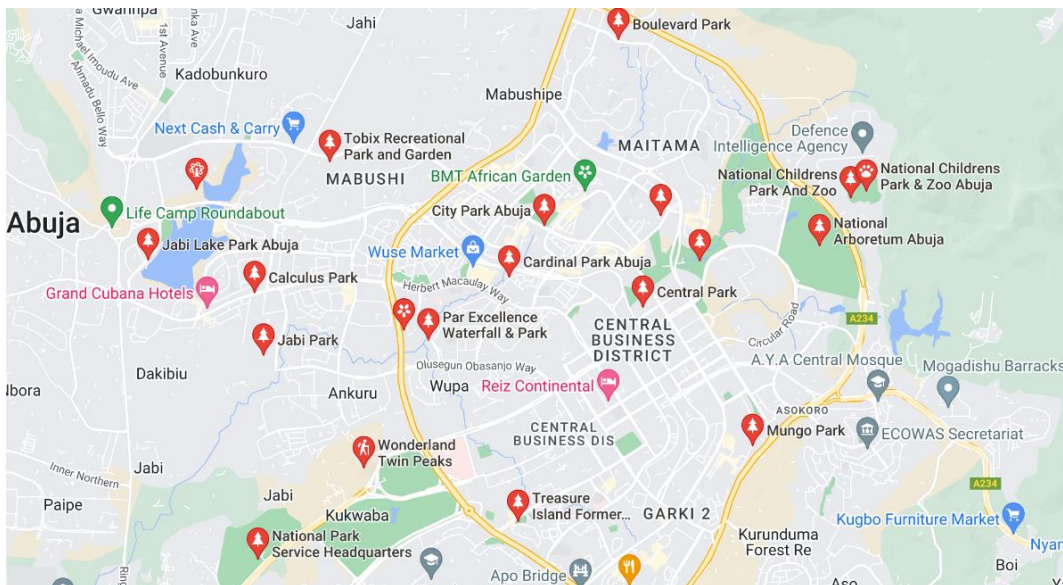 Gwarinpa
Jahi
Boulevard Park
1st Avenue
Ahmadu Bello Way
Kadobunkuro
Mabushipe
Next Cash & Carry
Tobix Recreational
Park and Garden
MABUSHI
MAITAMA
Defence
Intelligence Agency
BMT African Garden
National Childrens
Park And Zoo
National Childrens
Park & Zoo Abuja
Life Camp Roundabout
City Park Abuja
Abuja
National
Arboretum Abuja
Jabi Lake Park Abuja
Wuse Market
Cardinal Park Abuja
Calculus Park
Grand Cubana Hotels
Herbert Macaulay Way
Central Park
Par Excellence
Waterfall & Park
CENTRAL
BUSINESS
DISTRICT
Circular Road
A234
Jabi Park
Olusegun Obasanjo Way
A.Y.A Central Mosque
Mogadishu Barracks
Dakibiu
Ankuru
Wupa
Reiz Continental
ASOKORO
CENTRAL
BUSINESS DIS
Mungo Park
ECOWAS Secretariat
Wonderland
Twin Peaks
Inner Northern
Jabi
Paipe
Jabi
Kukwaba
Treasure
Island Former...
GARKI 2
A234
Kugbo Furniture Market
National Park
Service Headquarters
Kurunduma
Forest Re
Nyan
Apo Bridge
Boi
Aso
Ring